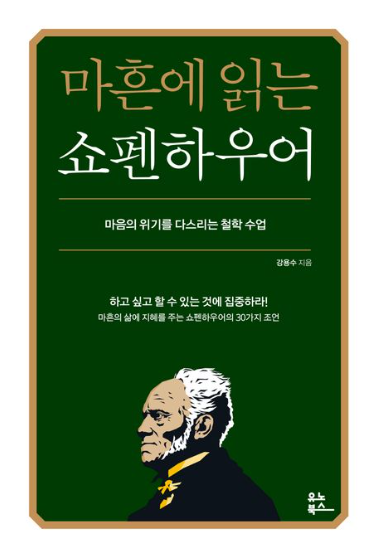 마흔에 읽는
쇼펜하우어
마음의 위기를 다스리는 철학 수업
강용수 지음
하고 싶고 할 수 있는 것에 집중하라!
마흔의 삶에 지혜를 주는 쇼펜하우어의 30가지 조언
유노
북스